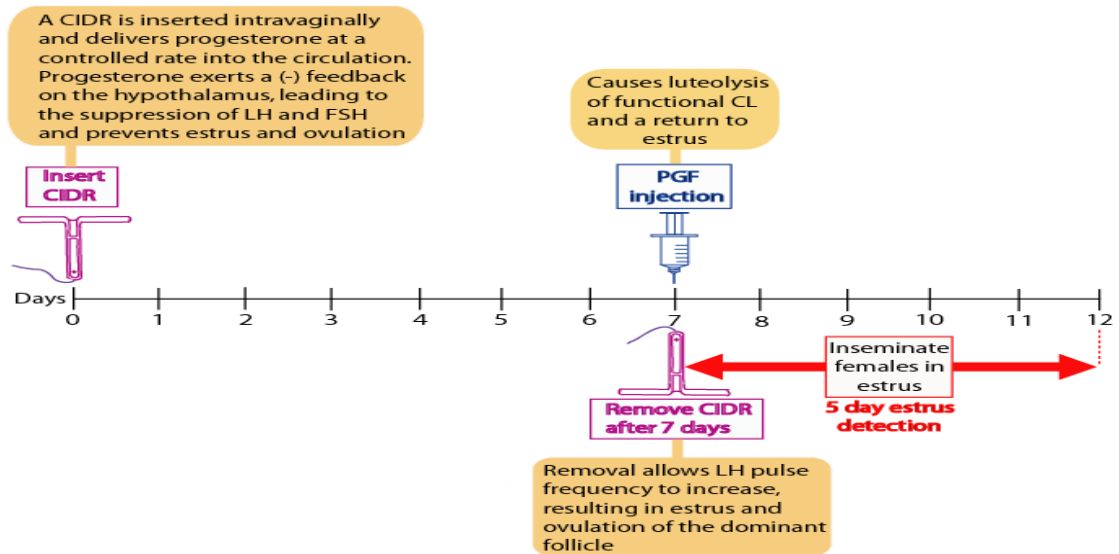 A CIDR is inserted intravaginally
and delivers progesterone at a
controlled rate into the circulation.
Progesterone exerts a (-) feedback
on the hypothalamus, leading to
the suppression of LH and FSH
and prevents estrus and ovulation
Causes luteolysis
of functional CL
and a return to
estrus
Insert
CIDR
PGF
injection
Days
0 1 2 3 4 5 6 7 8 9 10 11 12
Inseminate
females in
estrus
5 day estrus
detection
Remove CIDR
after 7 days
Removal allows LH pulse
frequency to increase,
resulting in estrus and
ovulation of the dominant
follicle